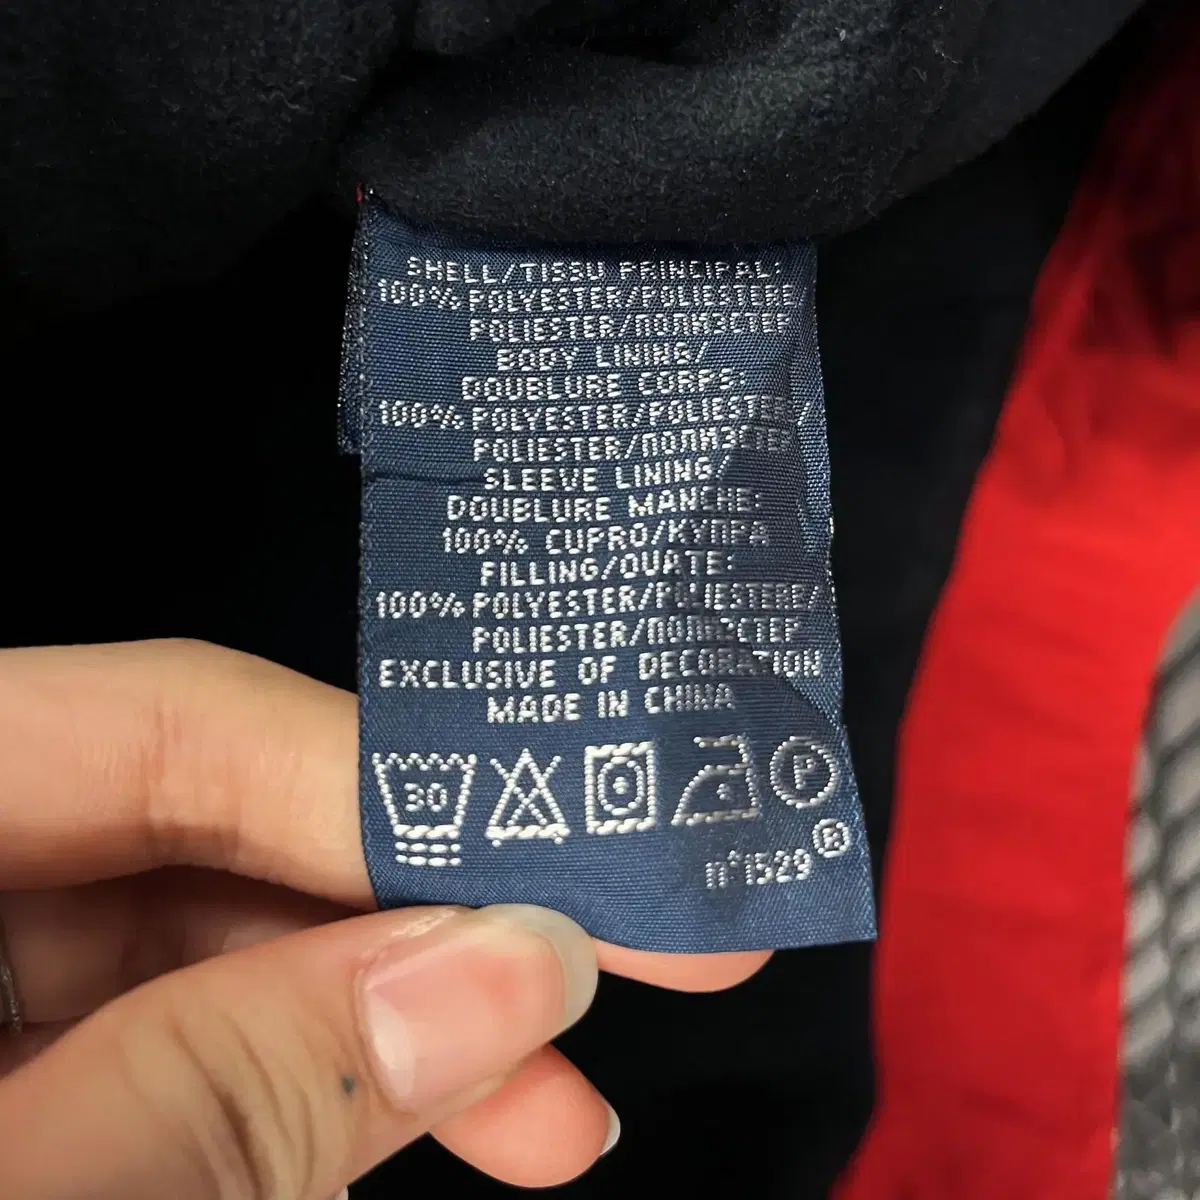 SHELL/TISSU PRINCIPAL:
100% POLYESTER/POLIESTERE/
POLIESTER/ПОЛИЭСТЕР
BODY LINING/
DOUBLURE CORPS:
100% POLYESTER/POLIESTERE/
POLIESTER/ПОЛИЭСТЕР
SLEEVE LINING/
DOUBLURE MANCHE:
100% CUPRO/КУПРА
FILLING/OUATE:
100% POLYESTER/POLIESTERE/
POLIESTER/ПОЛИЭСТЕР
EXCLUSIVE OF DECORATION
MADE IN CHINA
30 P
n°1529 ®